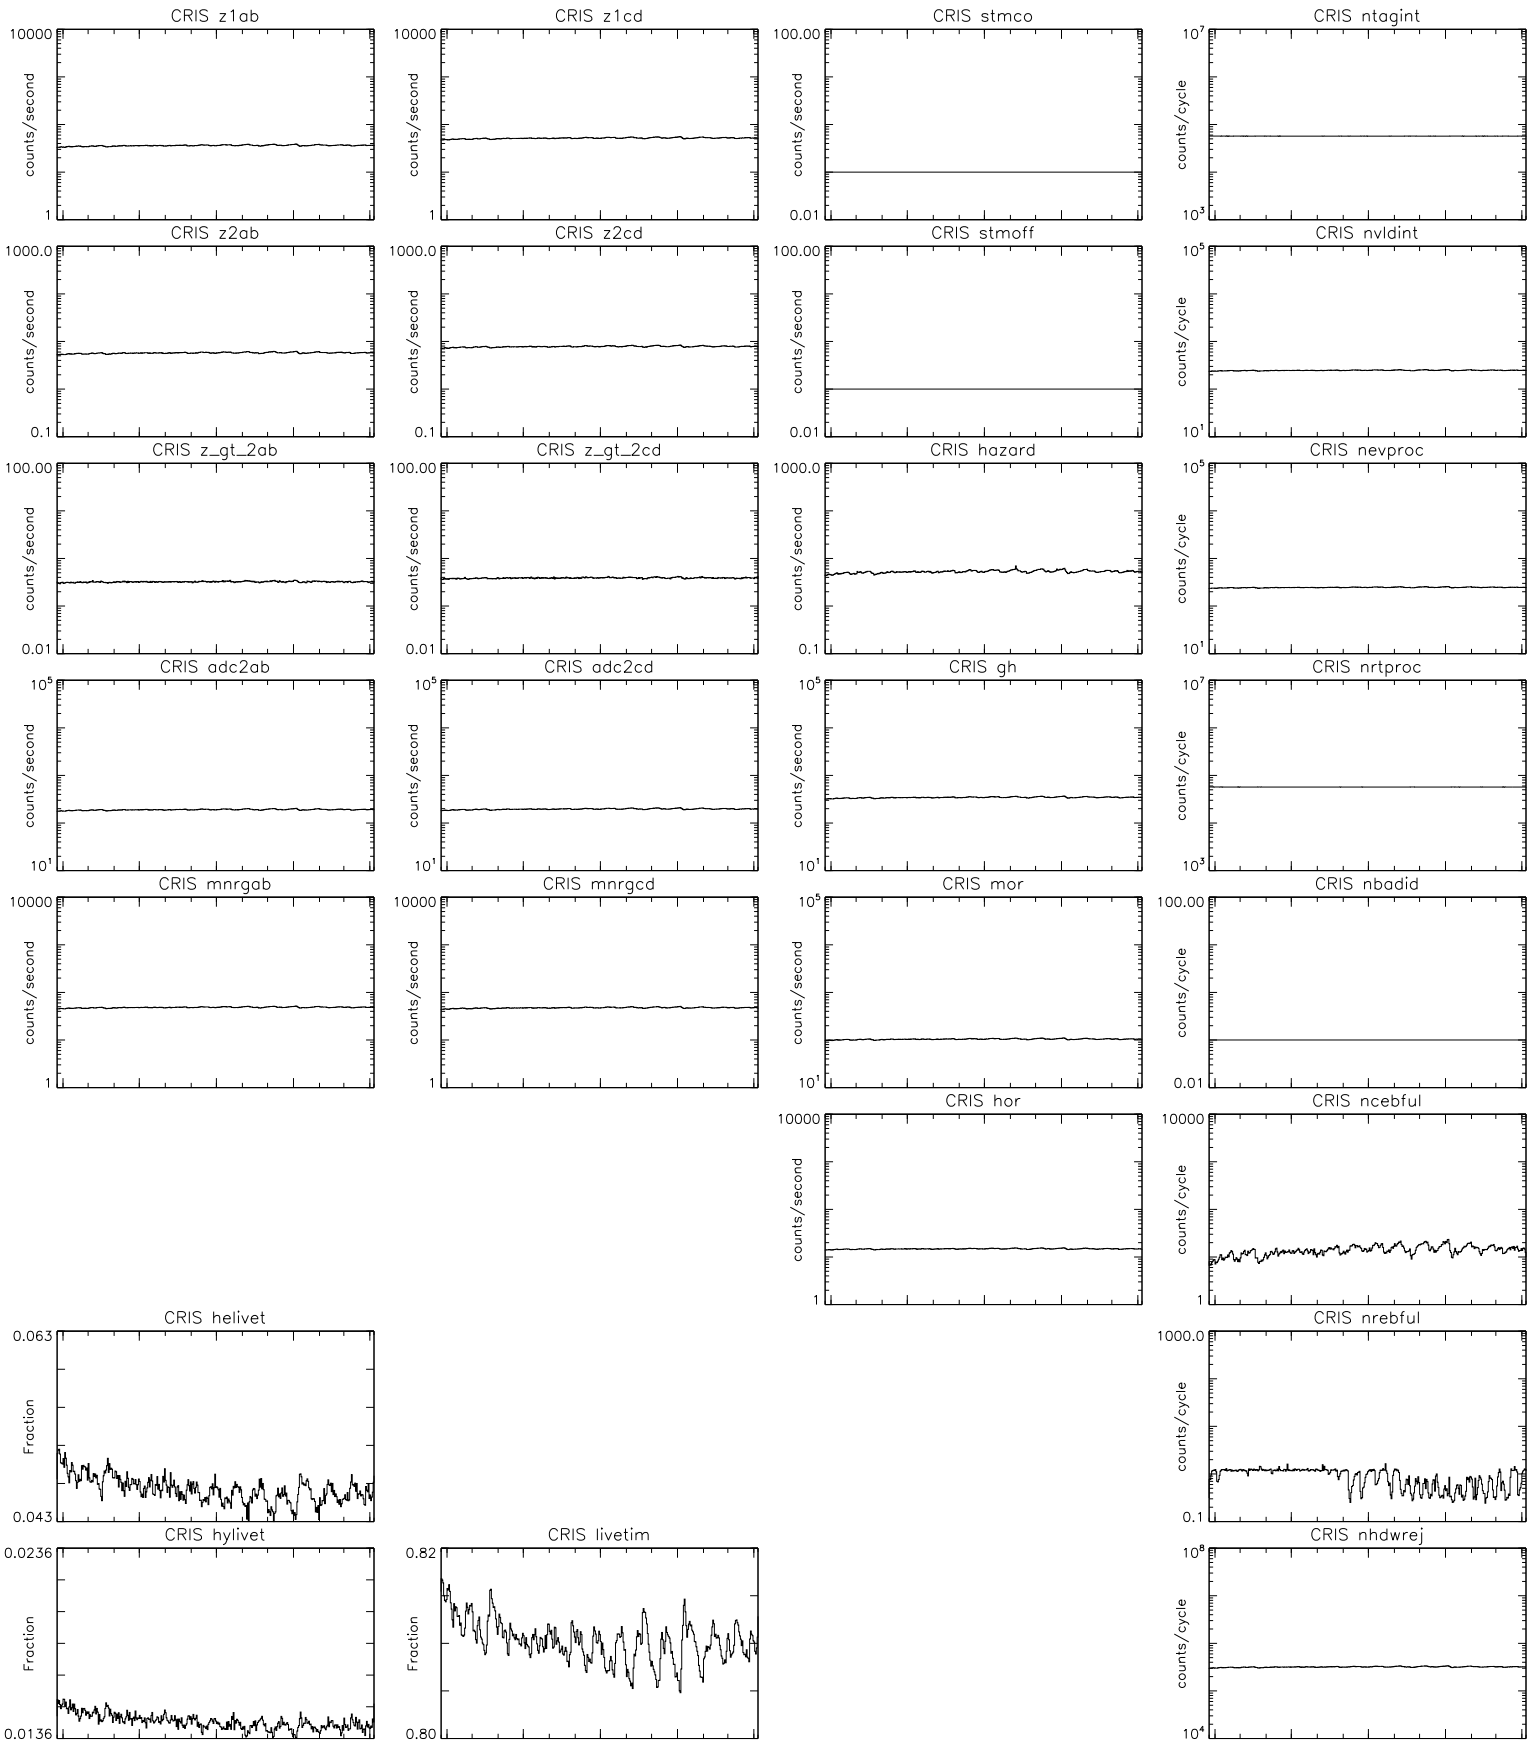 CRIS z1ab
10000
counts/second
1
CRIS z1cd
10000
counts/second
1
CRIS stmco
100.00
counts/second
0.01
CRIS ntagint
10⁷
counts/cycle
10³
CRIS z2ab
1000.0
counts/second
0.1
CRIS z2cd
1000.0
counts/second
0.1
CRIS stmoff
100.00
counts/second
0.01
CRIS nvldint
10⁵
counts/cycle
10¹
CRIS z_gt_2ab
100.00
counts/second
0.01
CRIS z_gt_2cd
100.00
counts/second
0.01
CRIS hazard
1000.0
counts/second
0.1
CRIS nevproc
10⁵
counts/cycle
10¹
CRIS adc2ab
10⁵
counts/second
10¹
CRIS adc2cd
10⁵
counts/second
10¹
CRIS gh
10⁵
counts/second
10¹
CRIS nrtproc
10⁷
counts/cycle
10³
CRIS mnrgab
10000
counts/second
1
CRIS mnrgcd
10000
counts/second
1
CRIS mor
10⁵
counts/second
10¹
CRIS nbadid
100.00
counts/cycle
0.01
CRIS hor
10000
counts/second
1
CRIS ncebful
10000
counts/cycle
1
CRIS helivet
0.063
Fraction
0.043
CRIS nrebful
1000.0
counts/cycle
0.1
CRIS hylivet
0.0236
Fraction
0.0136
CRIS livetim
0.82
Fraction
0.80
CRIS nhdwrej
10⁸
counts/cycle
10⁴